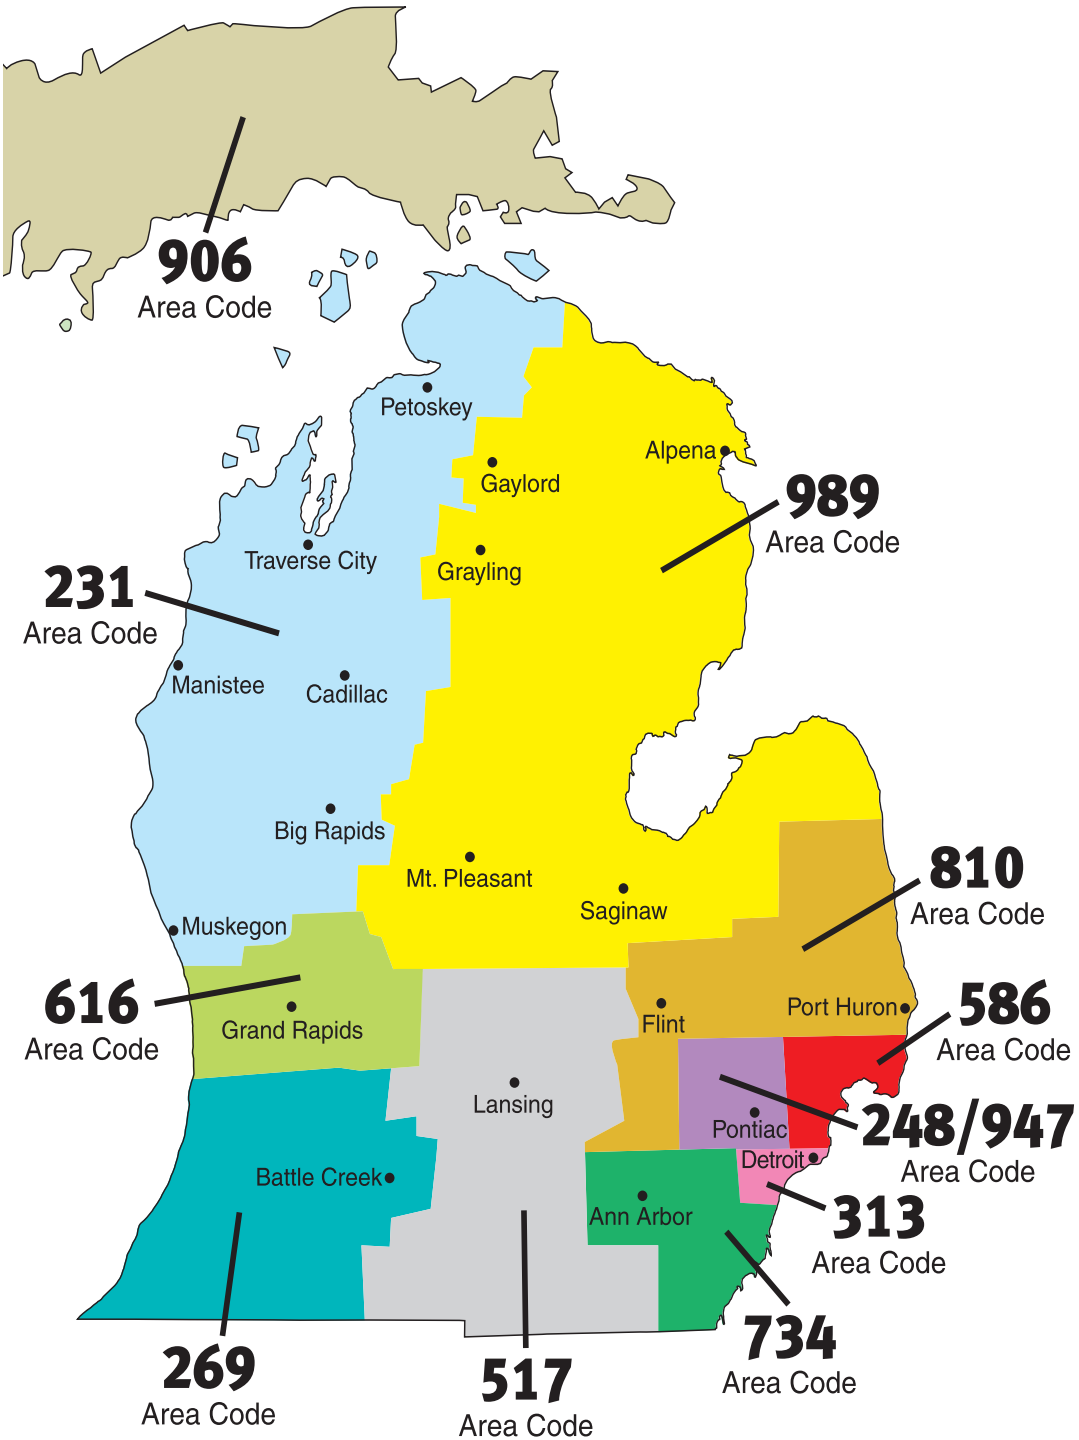 906
Area Code
Petoskey
Alpena
Gaylord
989
Area Code
Traverse City
Grayling
231
Area Code
Manistee
Cadillac
Big Rapids
Mt. Pleasant
810
Area Code
Saginaw
Muskegon
616
Area Code
Grand Rapids
Flint
Port Huron
586
Area Code
Lansing
Pontiac
248/947
Area Code
Detroit
Battle Creek
Ann Arbor
313
Area Code
734
Area Code
269
Area Code
517
Area Code